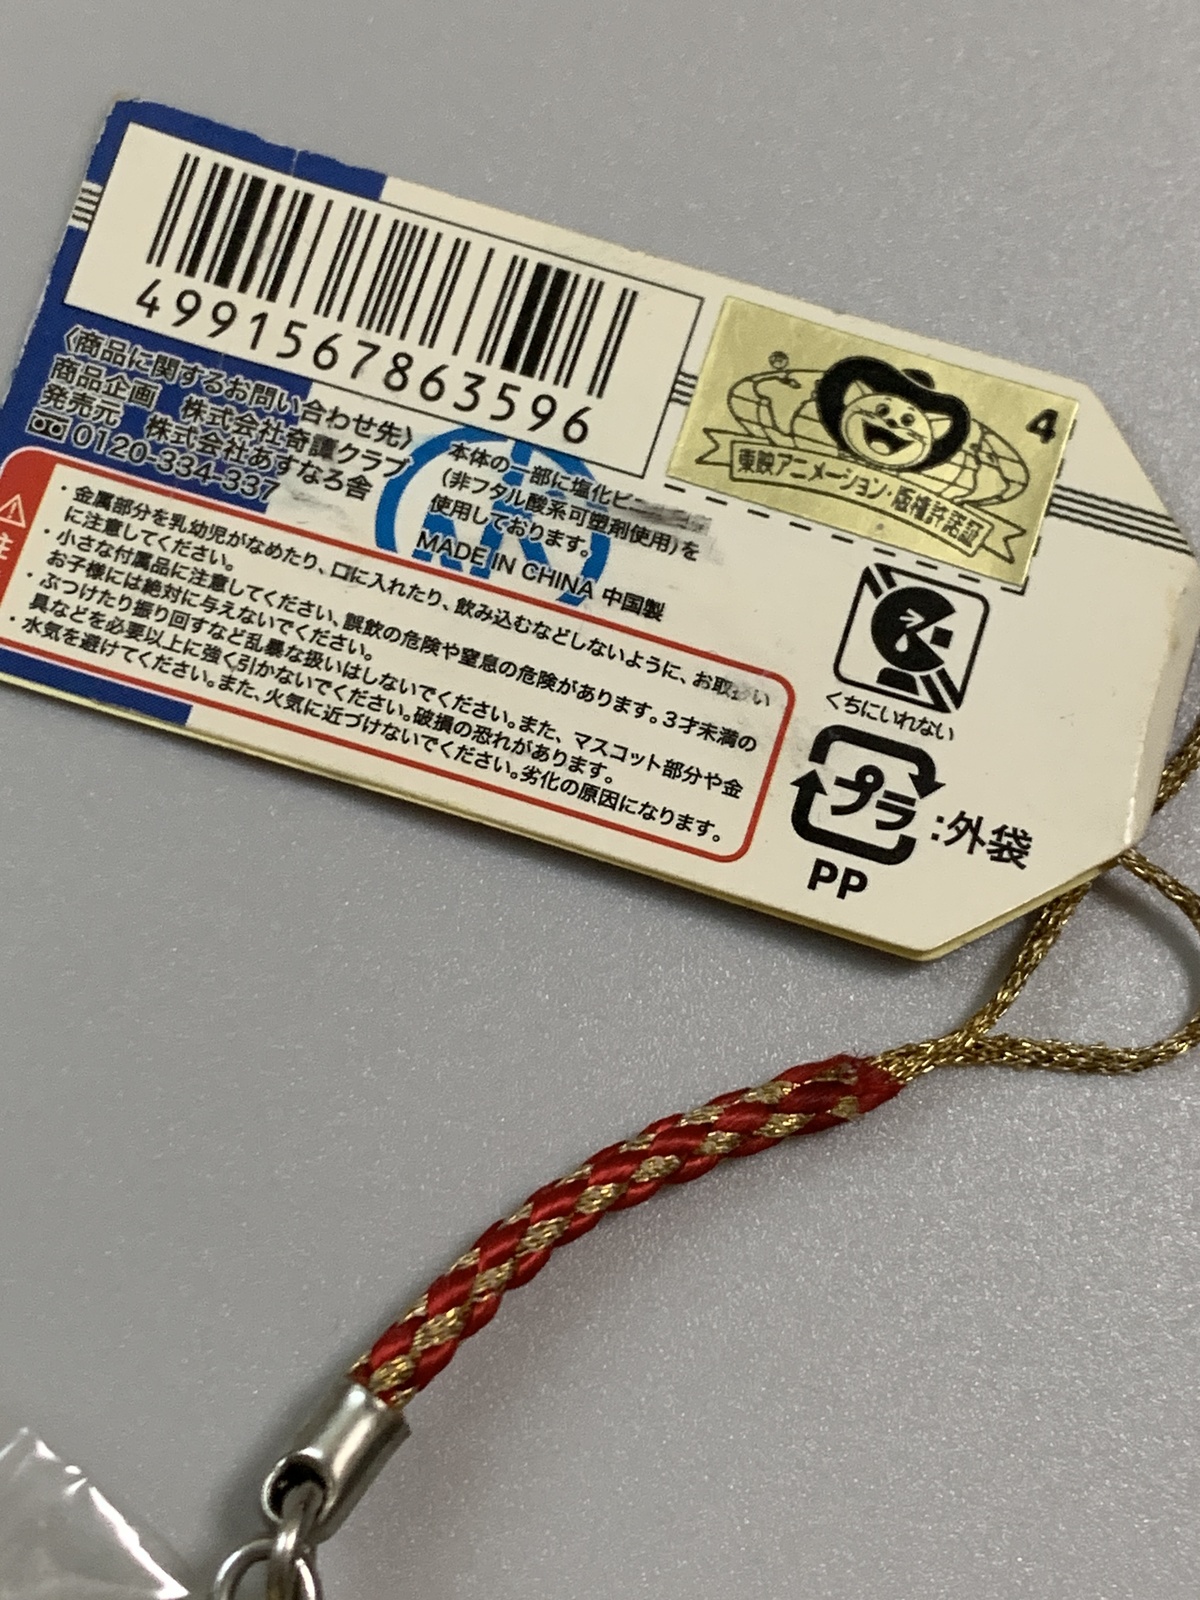 4991567863596
〈商品に関するお問い合わせ先〉
商品企画 株式会社奇譚クラブ
発売元 株式会社あすなろ舎
0120-334-337
本体の一部に塩化ビ
(非フタル酸系可塑剤使用)を
使用しております。
MADE IN CHINA 中国製
4
東映アニメーション・版権許諾証
・金属部分を乳幼児がなめたり、口に入れたり、飲み込むなどしないように、お取扱い
に注意してください。
・小さな付属品に注意してください、誤飲の危険や窒息の危険があります。3才未満の
お子様には絶対に与えないでください。
・ぶつけたり振り回すなど乱暴な扱いはしないでください。また、マスコット部分や金
具などを必要以上に強く引かないでください。破損の恐れがあります。
・水気を避けてください。また、火気に近づけないでください。劣化の原因になります。
くちにいれない
プラ:外袋
PP